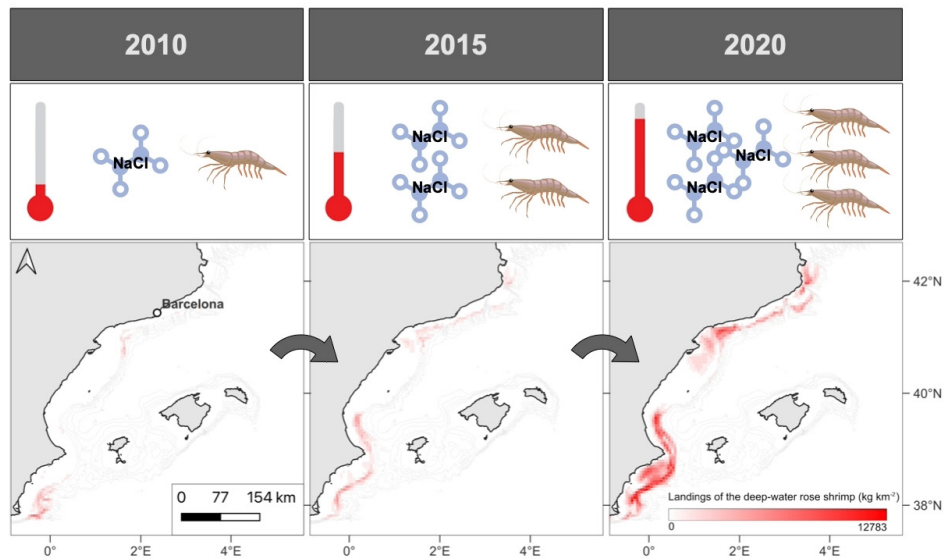 2010
2015
2020
NaCl
NaCl
NaCl
NaCl
NaCl
NaCl
Barcelona
42°N
40°N
38°N
0 77 154 km
Landings of the deep-water rose shrimp (kg km⁻²)
0 12783
0° 2°E 4°E
0° 2°E 4°E
0° 2°E 4°E